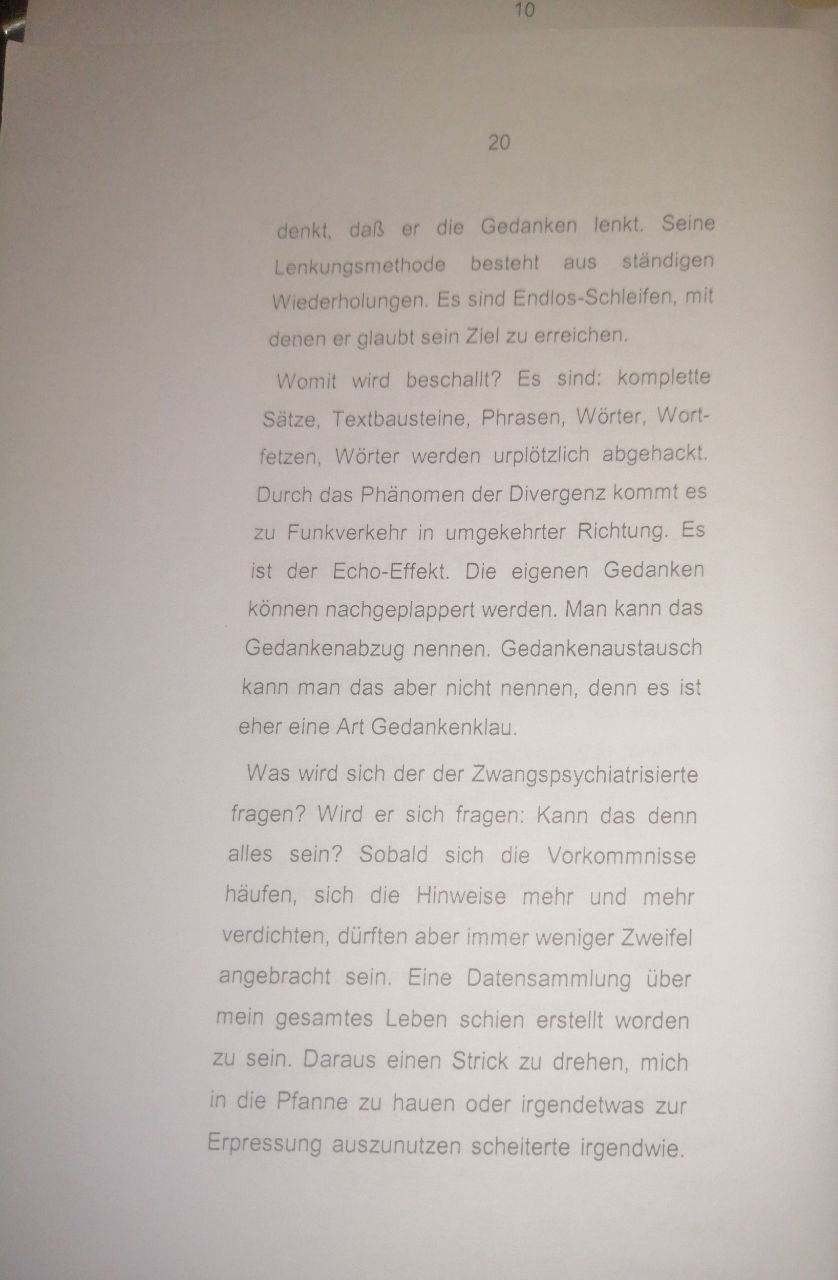 10
20
denkt, daß er die Gedanken lenkt. Seine
Lenkungsmethode besteht aus ständigen
Wiederholungen. Es sind Endlos-Schleifen, mit
denen er glaubt sein Ziel zu erreichen.
Womit wird beschallt? Es sind: komplette
Sätze, Textbausteine, Phrasen, Wörter, Wort-
fetzen, Wörter werden urplötzlich abgehackt.
Durch das Phänomen der Divergenz kommt es
zu Funkverkehr in umgekehrter Richtung. Es
ist der Echo-Effekt. Die eigenen Gedanken
können nachgeplappert werden. Man kann das
Gedankenabzug nennen. Gedankenaustausch
kann man das aber nicht nennen, denn es ist
eher eine Art Gedankenklau.
Was wird sich der der Zwangspsychiatrisierte
fragen? Wird er sich fragen: Kann das denn
alles sein? Sobald sich die Vorkommnisse
häufen, sich die Hinweise mehr und mehr
verdichten, dürften aber immer weniger Zweifel
angebracht sein. Eine Datensammlung über
mein gesamtes Leben schien erstellt worden
zu sein. Daraus einen Strick zu drehen, mich
in die Pfanne zu hauen oder irgendetwas zur
Erpressung auszunutzen scheiterte irgendwie.